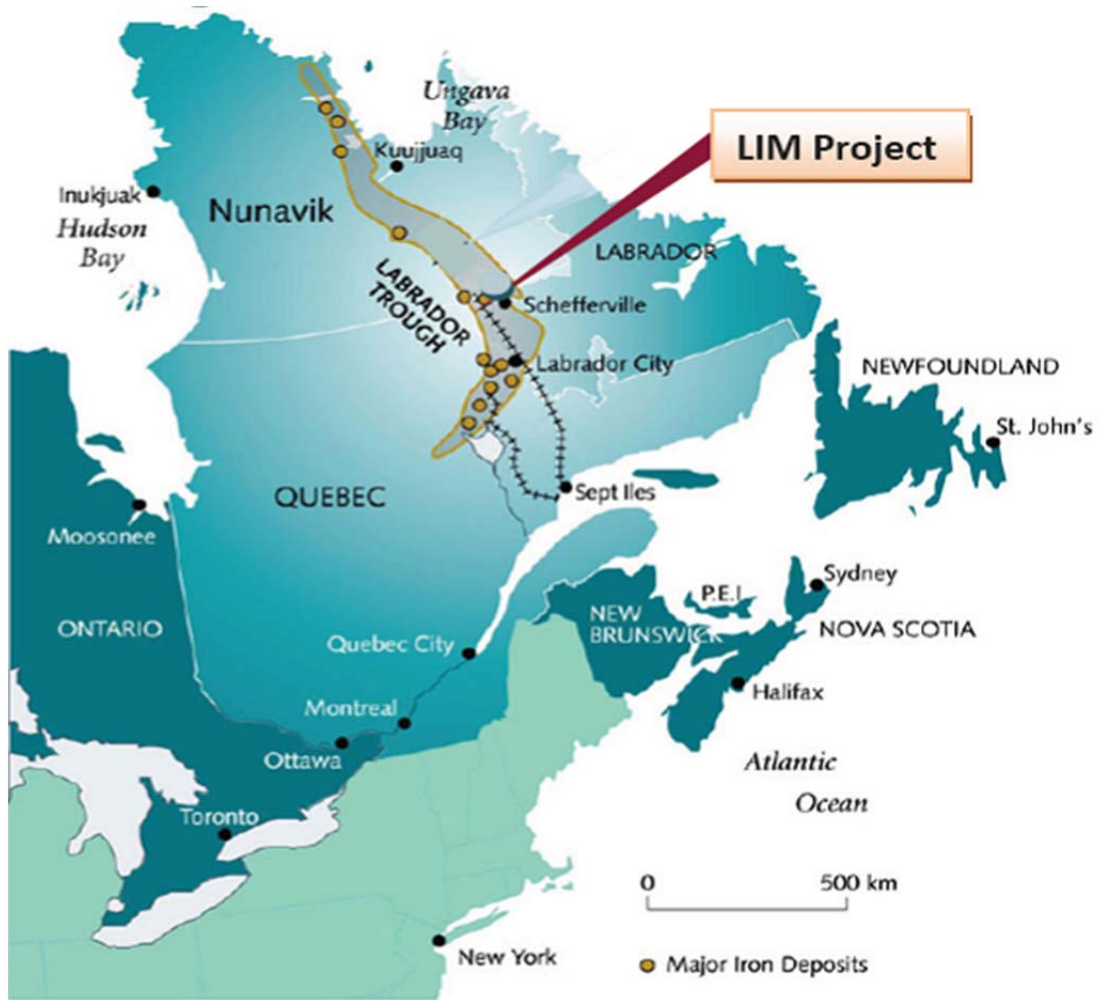 Ungava
Bay
LIM Project
Kuujjuaq
Inukjuak
Nunavik
Hudson
Bay
LABRADOR
LABRADOR
TROUGH
Schefferville
Labrador City
NEWFOUNDLAND
St. John's
QUEBEC
Sept Iles
Moosonee
Sydney
P.E.I
NEW
BRUNSWICK
ONTARIO
NOVA SCOTIA
Quebec City
Halifax
Montreal
Ottawa
Atlantic
Ocean
Toronto
0 500 km
New York
Major Iron Deposits